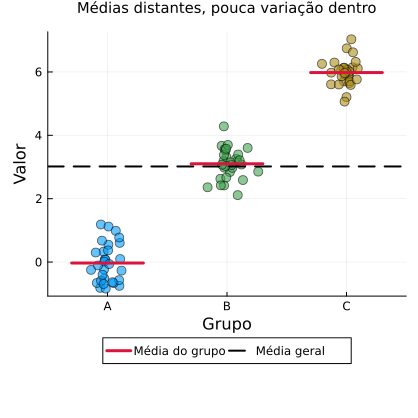 Médias distantes, pouca variação dentro
Valor
6
4
2
0
A B C
Grupo
Média do grupo Média geral